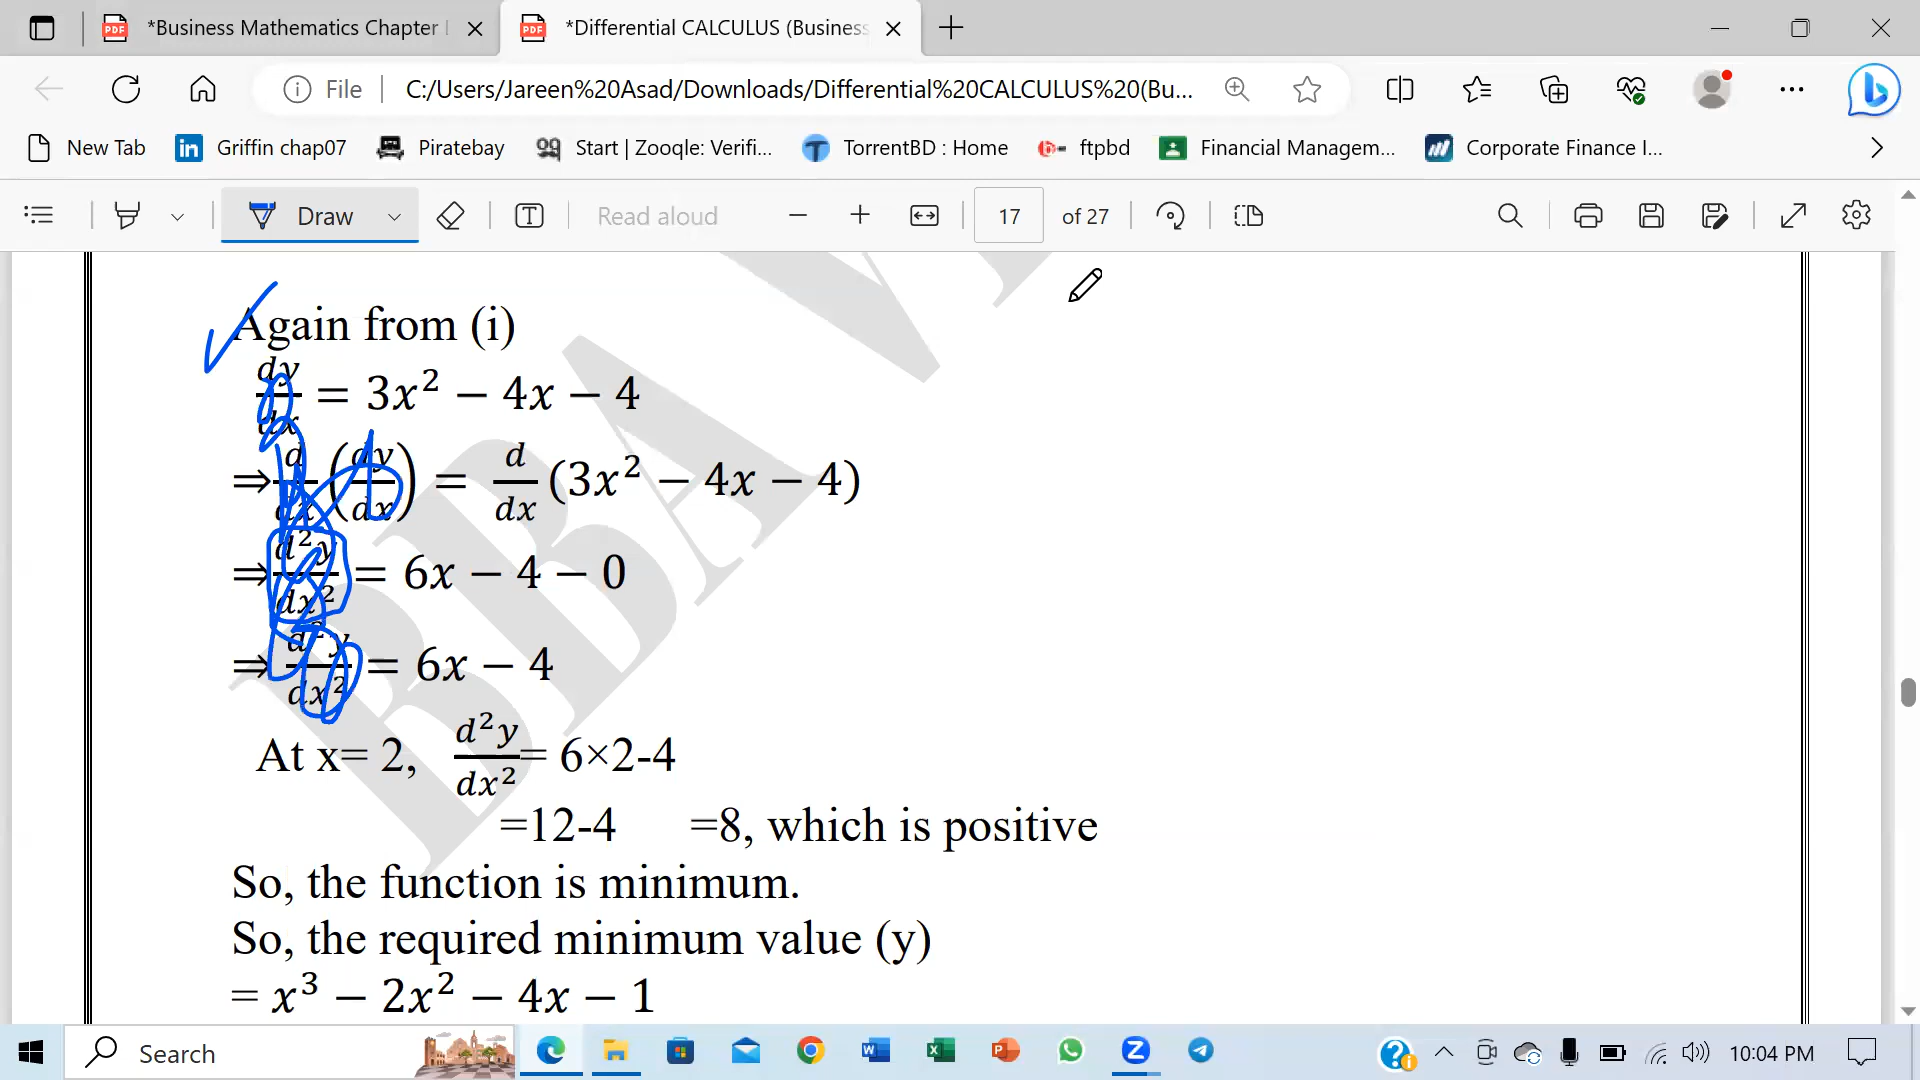 *Business Mathematics Chapter
*Differential CALCULUS (Business
File
C:/Users/Jareen%20Asad/Downloads/Differential%20CALCULUS%20(Bu...
New Tab
Griffin chap07
Piratebay
Start | Zooqle: Verifi...
TorrentBD : Home
ftpbd
Financial Managem...
Corporate Finance I...
Draw
Read aloud
17 of 27
Again from (i)
dy/dx = 3x² − 4x − 4
⇒ d/dx (dy/dx) = d/dx (3x² − 4x − 4)
⇒ d²y/dx² = 6x − 4 − 0
⇒ d²y/dx² = 6x − 4
At x= 2, d²y/dx² = 6×2-4
=12-4 =8, which is positive
So, the function is minimum.
So, the required minimum value (y)
= x³ − 2x² − 4x − 1
Search
10:04 PM